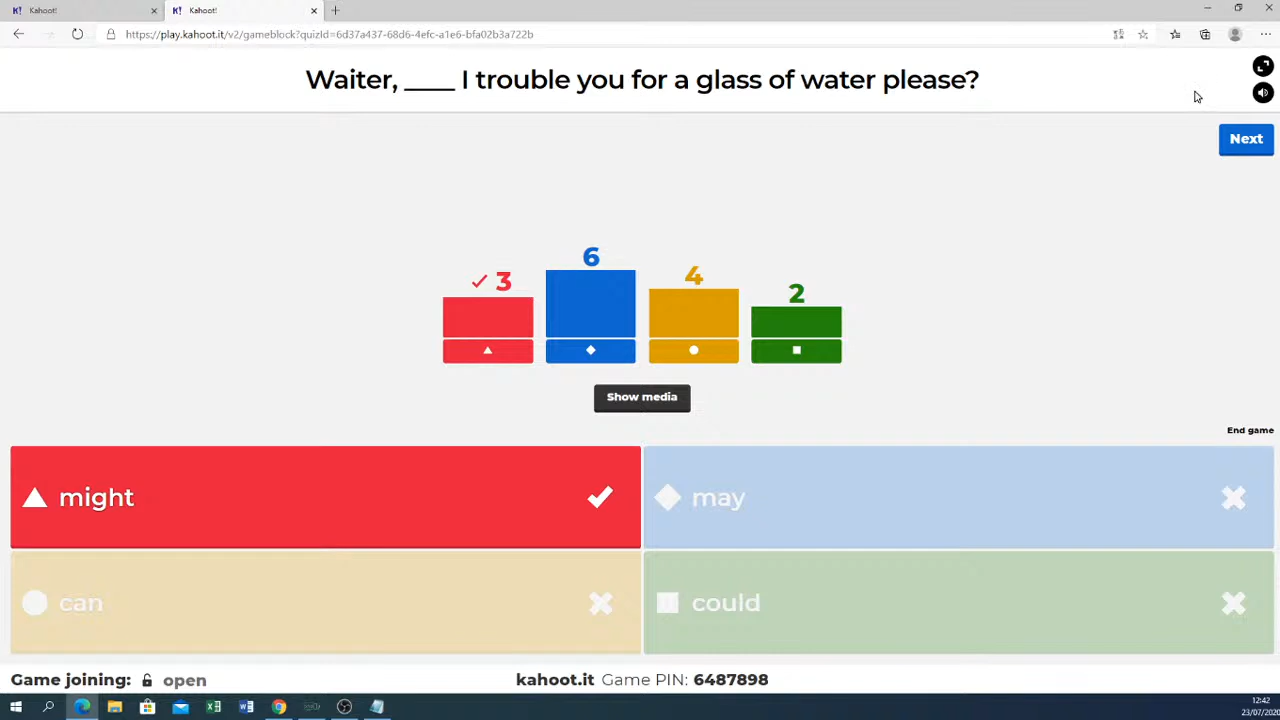 Kahoot!
Kahoot!
https://play.kahoot.it/v2/gameblock?quizId=6d37a437-68d6-4efc-a1e6-bfa02b3a722b
Waiter, ____ I trouble you for a glass of water please?
Next
3
6
4
2
Show media
End game
might
may
can
could
Game joining: open
kahoot.it Game PIN: 6487898
12:42
23/07/2020